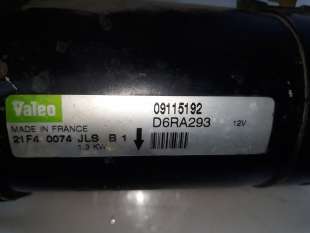 Valeo
09115192
D6RA293 12V
MADE IN FRANCE
21F4 0074 JLS B 1
1.3 KW